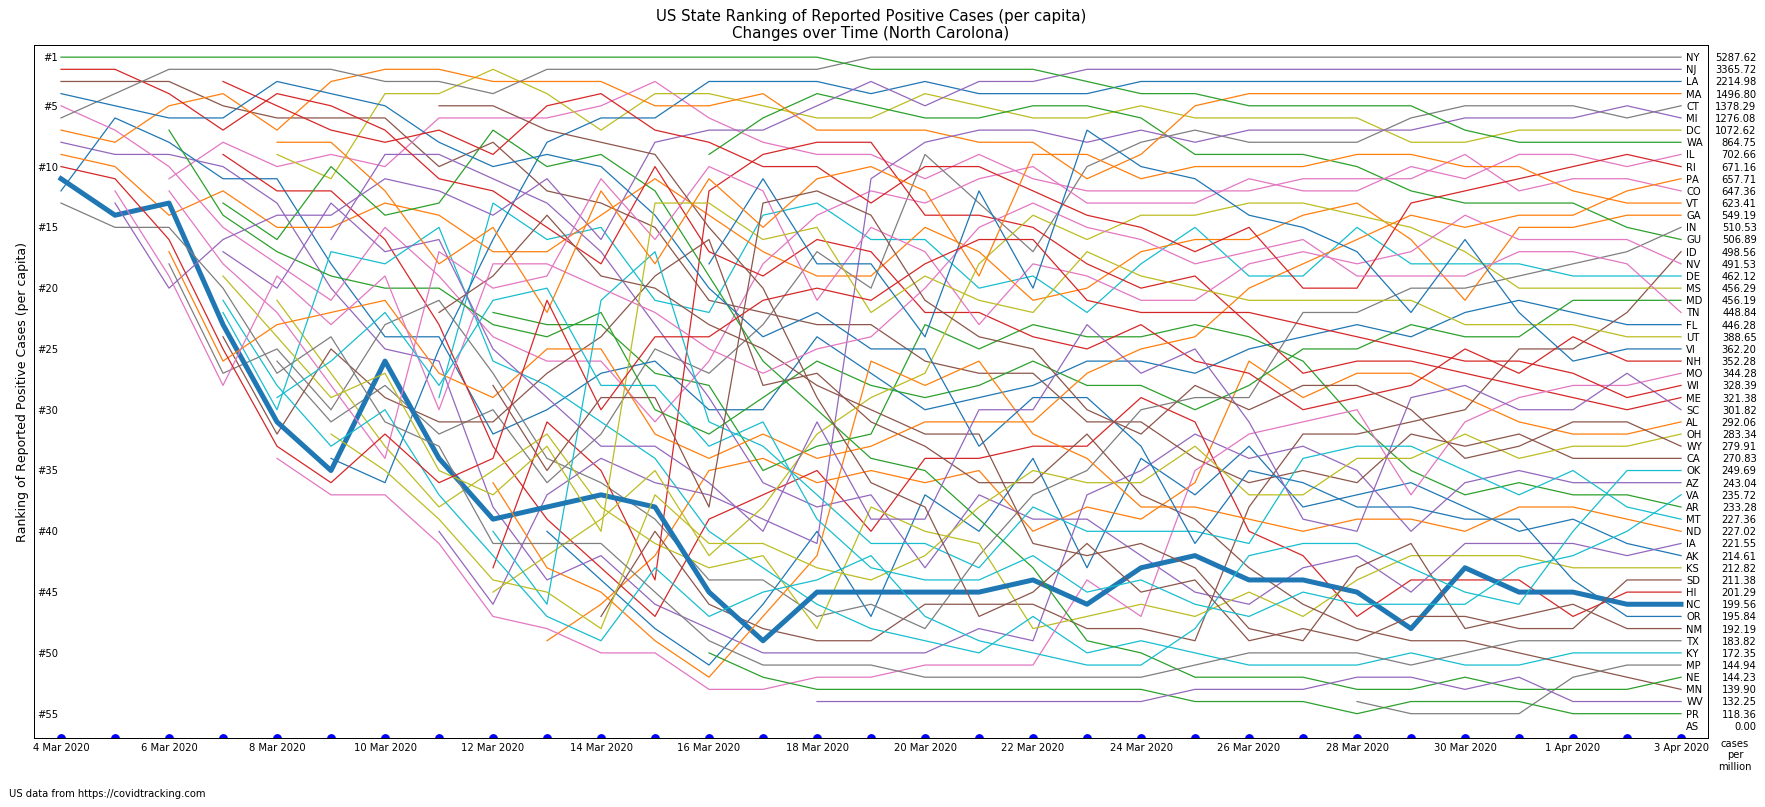 US State Ranking of Reported Positive Cases (per capita)
Changes over Time (North Carolona)
Ranking of Reported Positive Cases (per capita)
#1
#5
#10
#15
#20
#25
#30
#35
#40
#45
#50
#55
NY 5287.62
NJ 3365.72
LA 2214.98
MA 1496.80
CT 1378.29
MI 1276.08
DC 1072.62
WA 864.75
IL 702.66
RI 671.16
PA 657.71
CO 647.36
VT 623.41
GA 549.19
IN 510.53
GU 506.89
ID 498.56
NV 491.53
DE 462.12
MS 456.29
MD 456.19
TN 448.84
FL 446.28
UT 388.65
VI 362.20
NH 352.28
MO 344.28
WI 328.39
ME 321.38
SC 301.82
AL 292.06
OH 283.34
WY 279.91
CA 270.83
OK 249.69
AZ 243.04
VA 235.72
AR 233.28
MT 227.36
ND 227.02
IA 221.55
AK 214.61
KS 212.82
SD 211.38
HI 201.29
NC 199.56
OR 195.84
NM 192.19
TX 183.82
KY 172.35
MP 144.94
NE 144.23
MN 139.90
WV 132.25
PR 118.36
AS 0.00
4 Mar 2020 6 Mar 2020 8 Mar 2020 10 Mar 2020 12 Mar 2020 14 Mar 2020 16 Mar 2020 18 Mar 2020 20 Mar 2020 22 Mar 2020 24 Mar 2020 26 Mar 2020 28 Mar 2020 30 Mar 2020 1 Apr 2020 3 Apr 2020
cases
per
million
US data from https://covidtracking.com